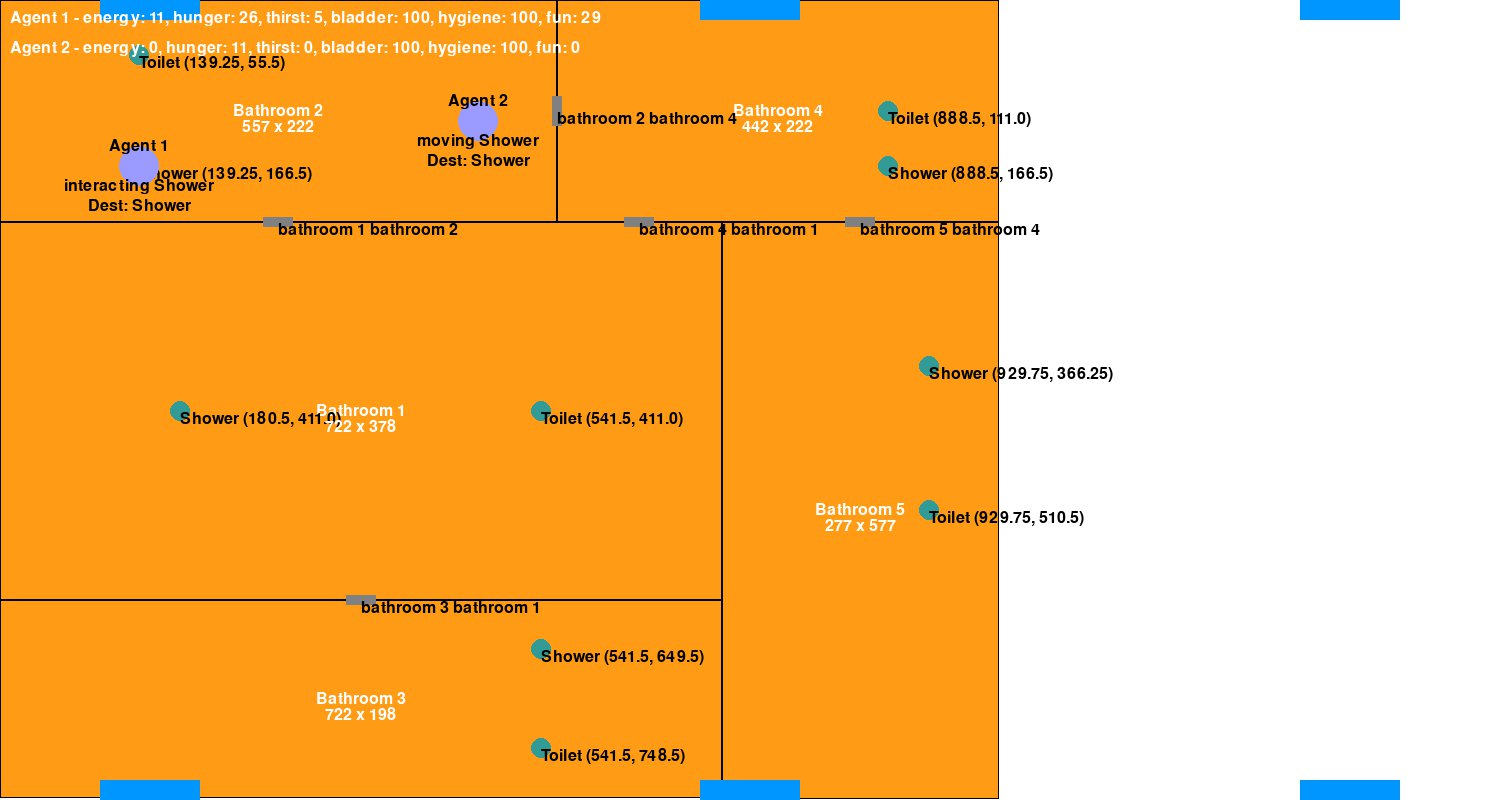 Agent 1 - energy: 11, hunger: 26, thirst: 5, bladder: 100, hygiene: 100, fun: 29
Agent 2 - energy: 0, hunger: 11, thirst: 0, bladder: 100, hygiene: 100, fun: 0
Toilet (139.25, 55.5)
Bathroom 2
557 x 222
Agent 2
moving Shower
Dest: Shower
bathroom 2 bathroom 4
Bathroom 4
442 x 222
Toilet (888.5, 111.0)
Agent 1
ower (139.25, 166.5)
interacting Shower
Dest: Shower
Shower (888.5, 166.5)
bathroom 1 bathroom 2
bathroom 4 bathroom 1
bathroom 5 bathroom 4
Shower (929.75, 366.25)
Shower (180.5, 411.0)
Bathroom 1
722 x 378
Toilet (541.5, 411.0)
Bathroom 5
277 x 577
Toilet (929.75, 510.5)
bathroom 3 bathroom 1
Shower (541.5, 649.5)
Bathroom 3
722 x 198
Toilet (541.5, 748.5)